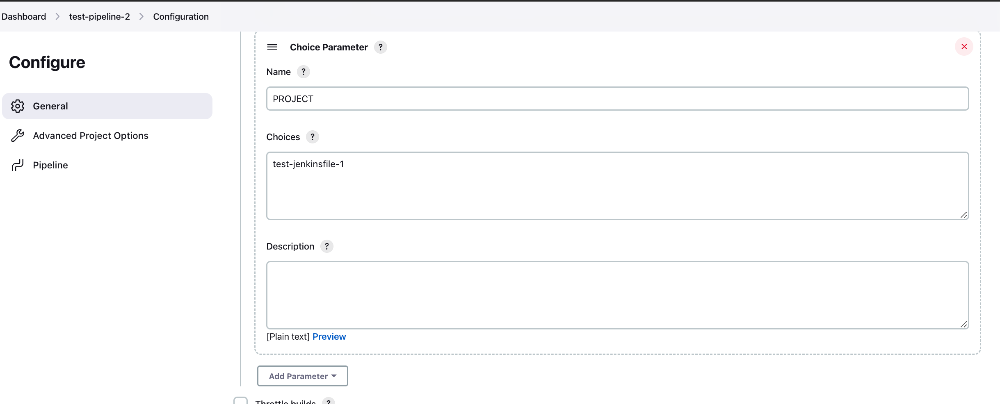 Dashboard > test-pipeline-2 > Configuration
Configure
General
Advanced Project Options
Pipeline
Choice Parameter ?
Name ?
PROJECT
Choices ?
test-jenkinsfile-1
Description ?
[Plain text] Preview
Add Parameter
Throttle builds ?